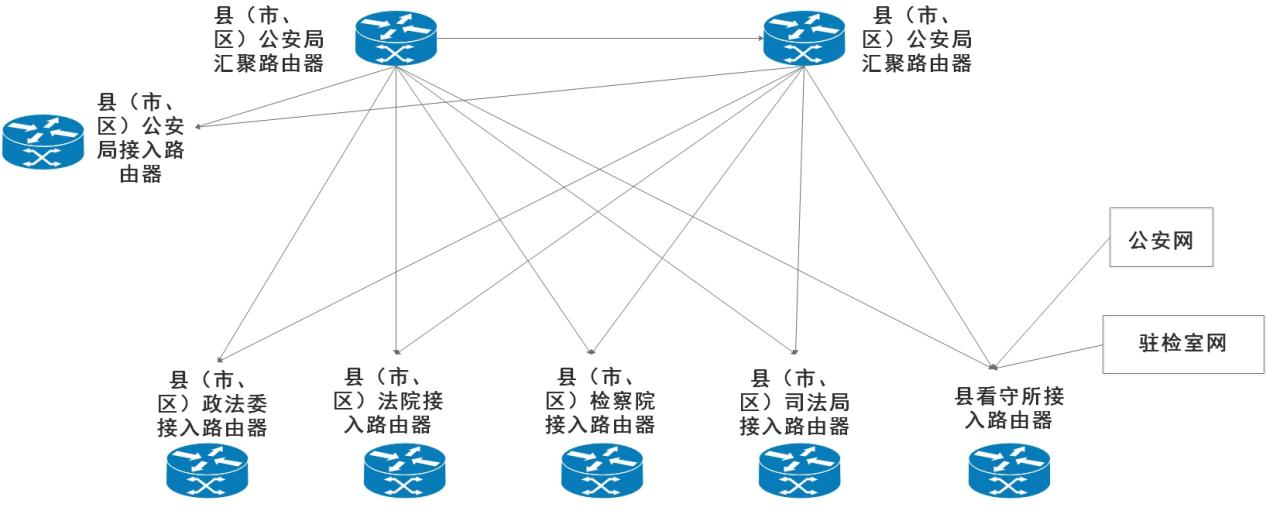 县（市、
区）公安局
汇聚路由器
县（市、
区）公安局
汇聚路由器
县（市、
区）公安
局接入路
由器
公安网
驻检室网
县（市、
区）政法委
接入路由器
县（市、
区）法院接
入路由器
县（市、
区）检察院
接入路由器
县（市、
区）司法局
接入路由器
县看守所接
入路由器